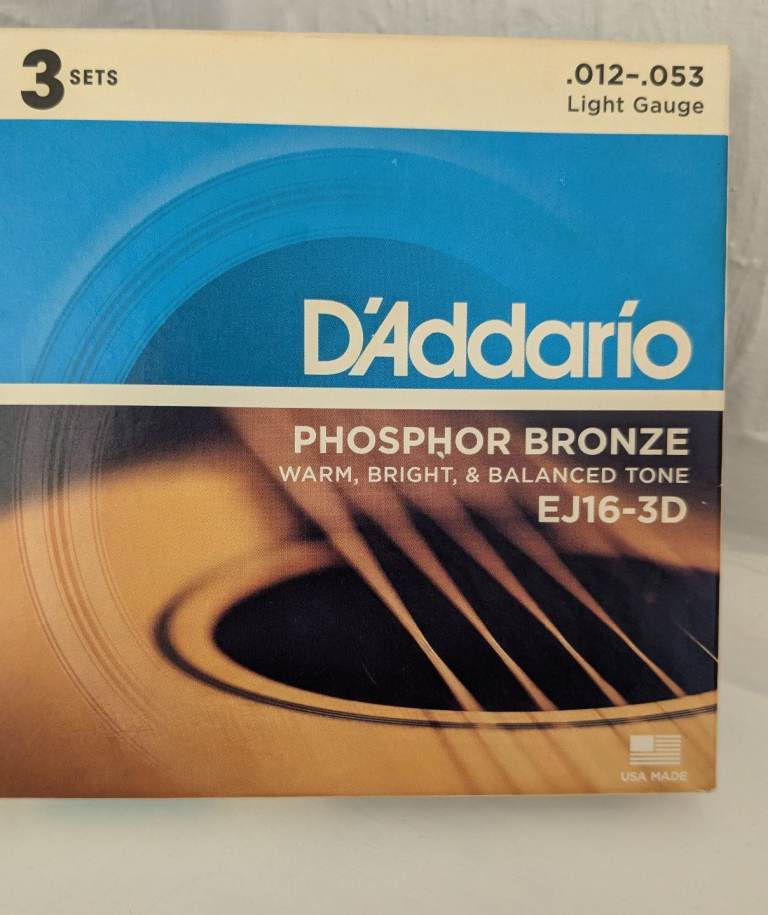 3 SETS
.012–.053
Light Gauge
D'Addario
PHOSPHOR BRONZE
WARM, BRIGHT, & BALANCED TONE
EJ16-3D
USA MADE